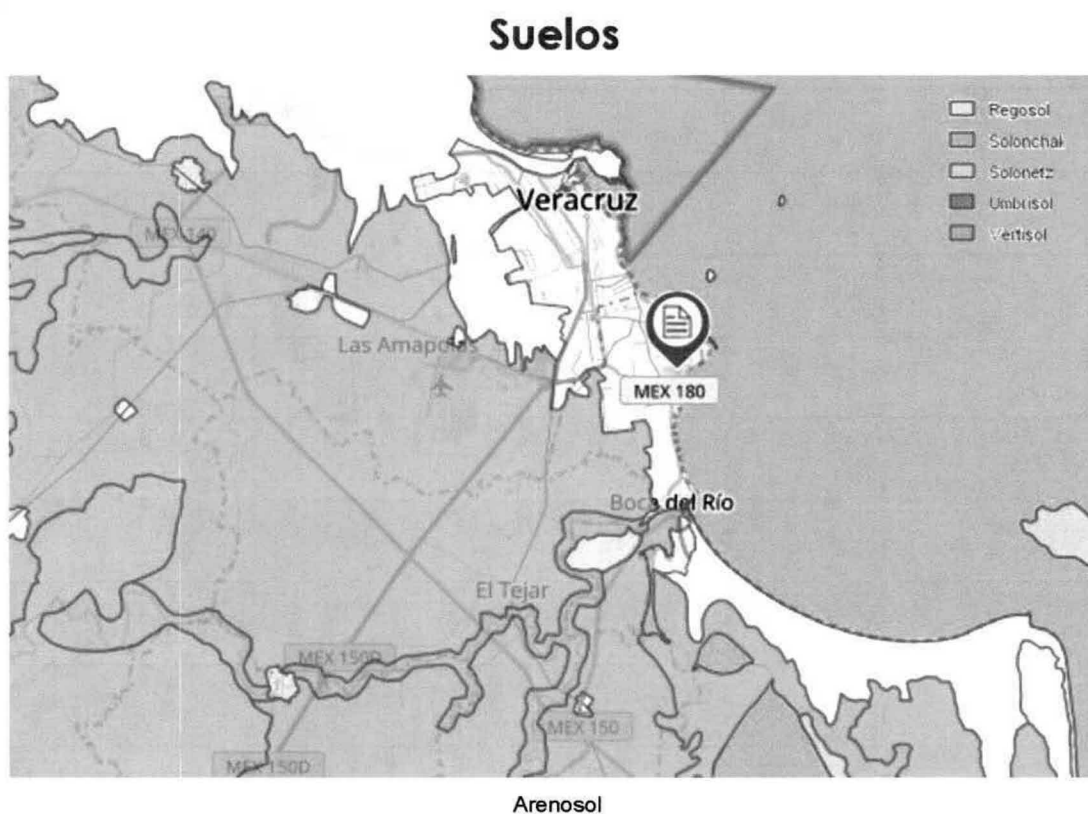 Suelos
Regosol
Solonchak
Solonetz
Umbrisol
Vertisol
Veracruz
MEX 140
Las Amapolas
MEX 180
Boca del Río
El Tejar
MEX 150D
MEX 150
MEX 150D
Arenosol